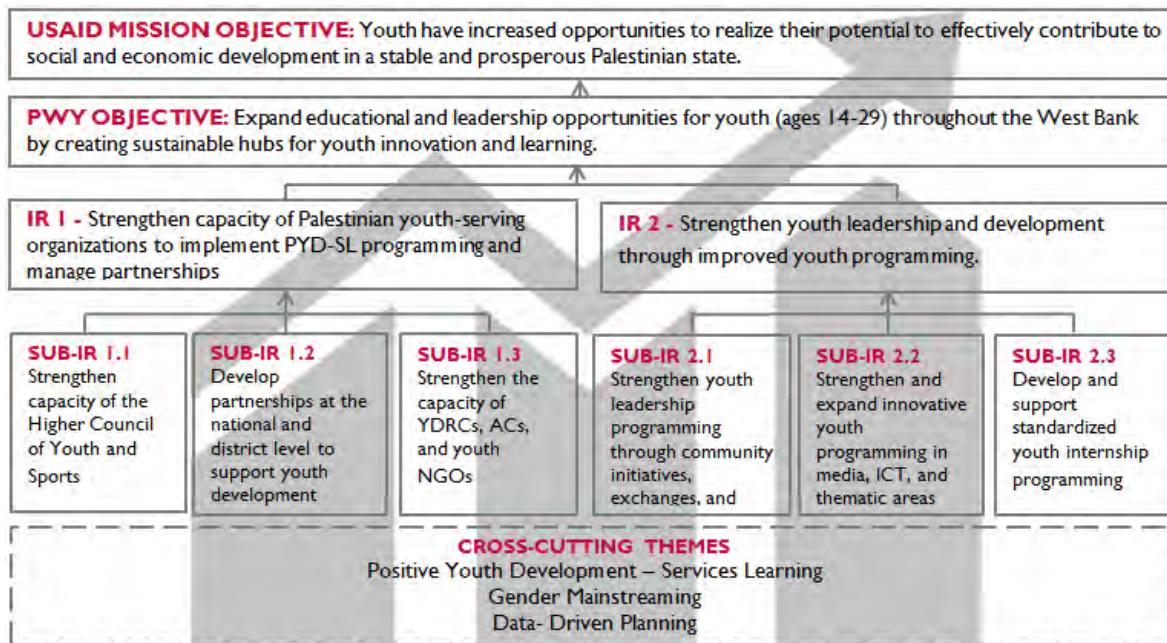 USAID MISSION OBJECTIVE: Youth have increased opportunities to realize their potential to effectively contribute to
social and economic development in a stable and prosperous Palestinian state.
PWY OBJECTIVE: Expand educational and leadership opportunities for youth (ages 14-29) throughout the West Bank
by creating sustainable hubs for youth innovation and learning.
IR 1 - Strengthen capacity of Palestinian youth-serving
organizations to implement PYD-SL programming and
manage partnerships
IR 2 - Strengthen youth leadership and development
through improved youth programming.
SUB-IR 1.1
Strengthen
capacity of the
Higher Council
of Youth and
Sports
SUB-IR 1.2
Develop
partnerships at the
national and
district level to
support youth
development
SUB-IR 1.3
Strengthen the
capacity of
YDRCs, ACs,
and youth
NGOs
SUB-IR 2.1
Strengthen youth
leadership
programming
through community
initiatives,
exchanges, and
SUB-IR 2.2
Strengthen and
expand innovative
youth
programming in
media, ICT, and
thematic areas
SUB-IR 2.3
Develop and
support
standardized
youth internship
programming
CROSS-CUTTING THEMES
Positive Youth Development – Services Learning
Gender Mainstreaming
Data- Driven Planning